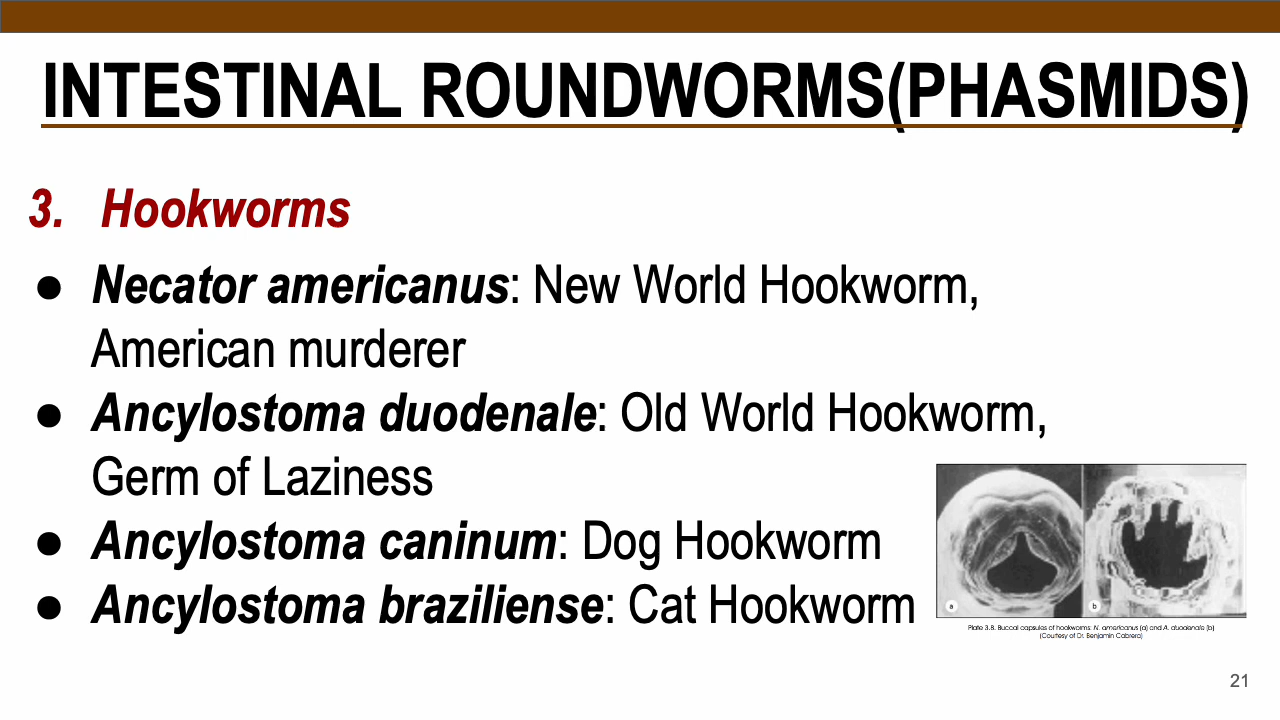 INTESTINAL ROUNDWORMS(PHASMIDS)
3. Hookworms
● Necator americanus: New World Hookworm,
American murderer
● Ancylostoma duodenale: Old World Hookworm,
Germ of Laziness
● Ancylostoma caninum: Dog Hookworm
● Ancylostoma braziliense: Cat Hookworm
a b
Plate 3.8. Buccal capsules of hookworms: N. americanus (a) and A. duodenale (b)
(Courtesy of Dr. Benjamin Cabrera)
21